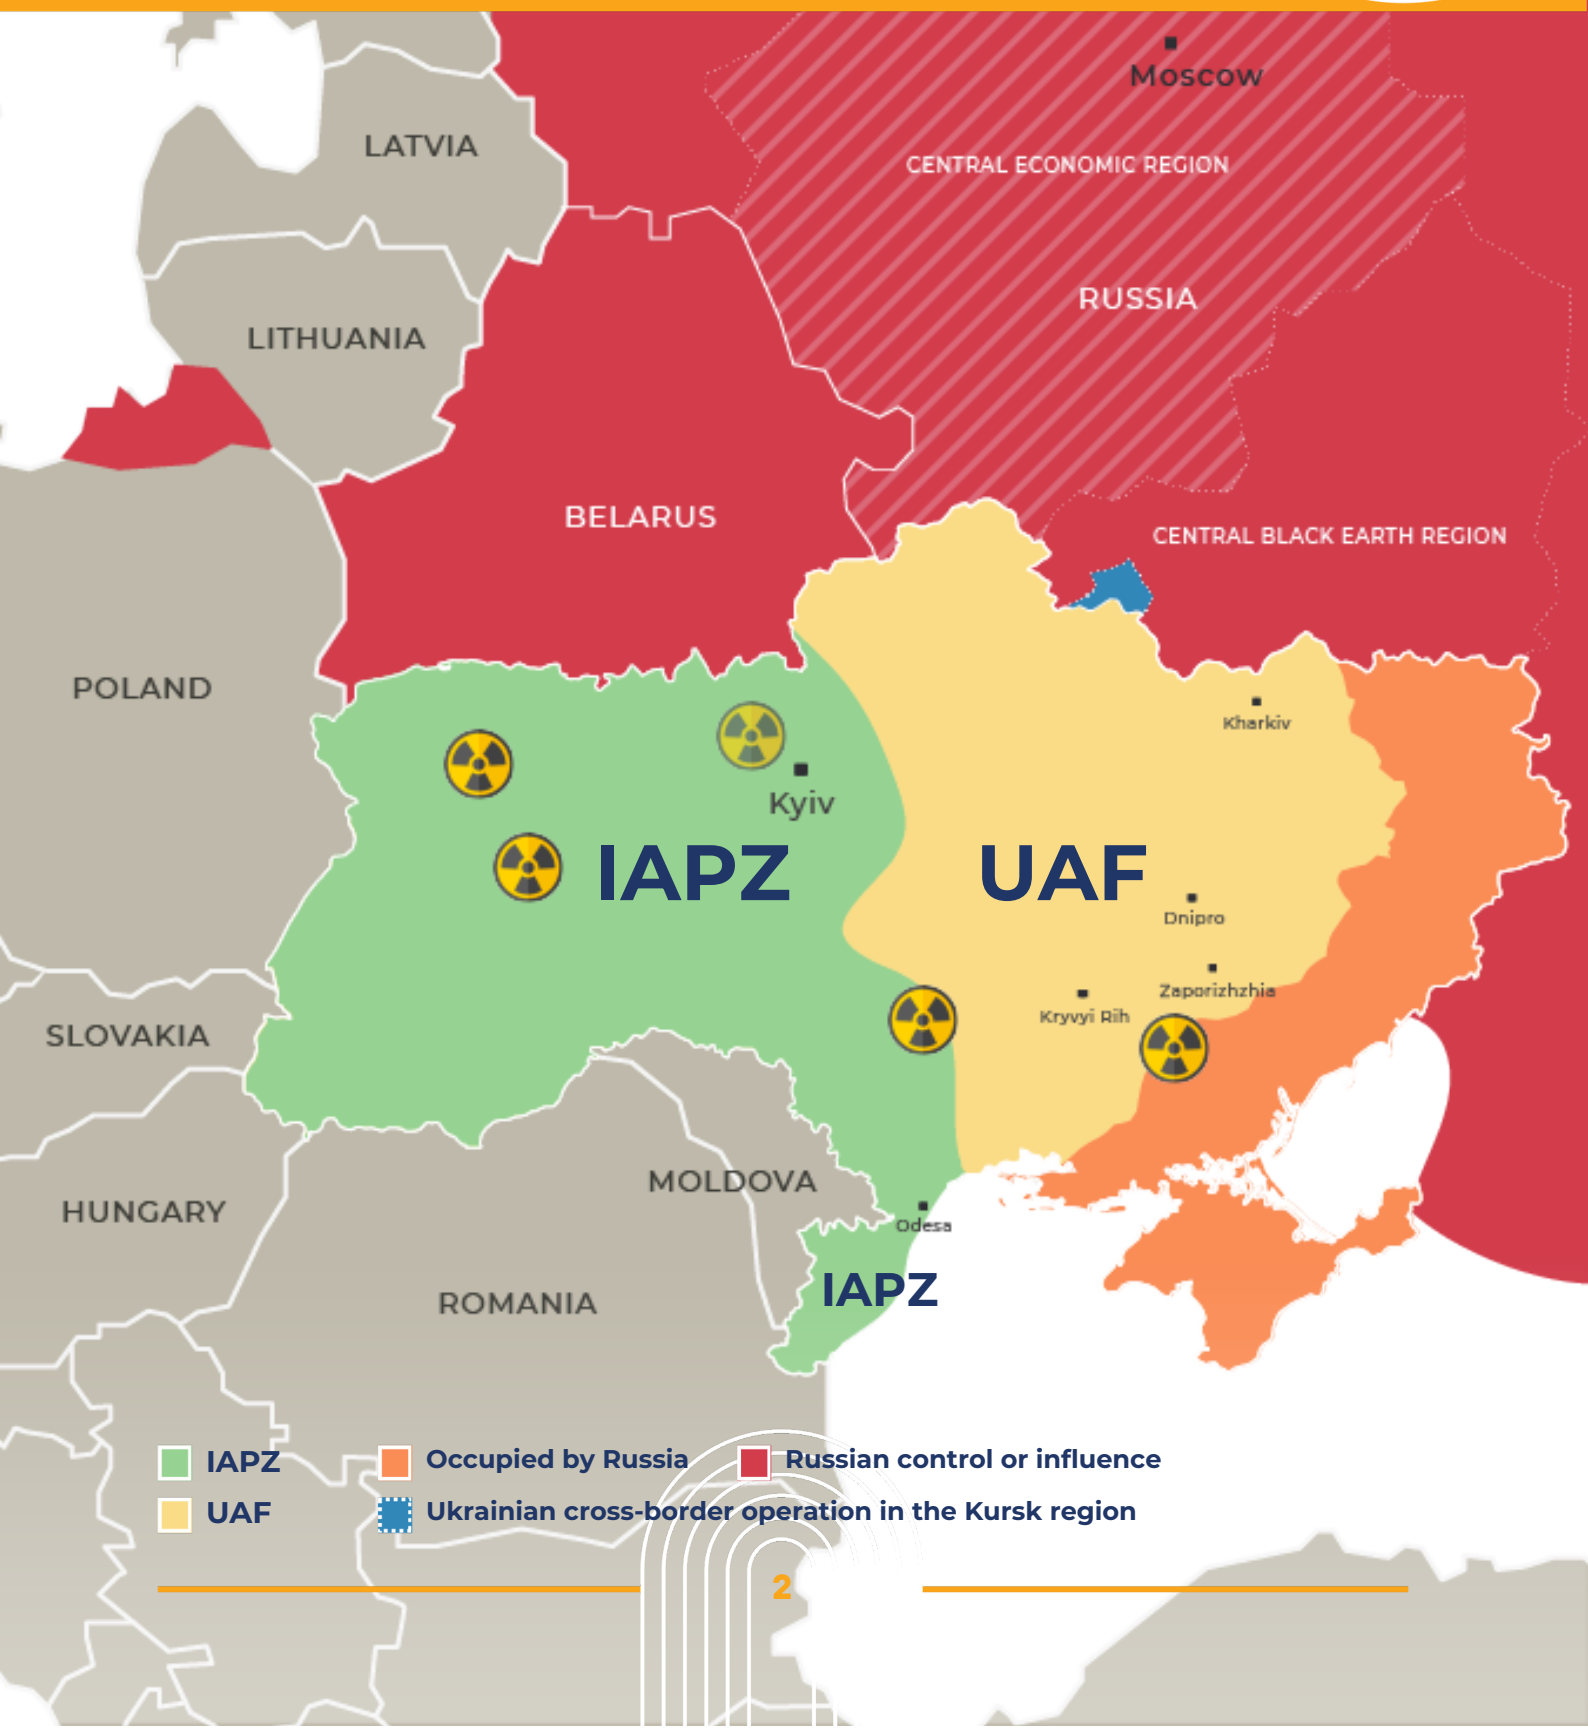 Moscow
LATVIA
CENTRAL ECONOMIC REGION
RUSSIA
LITHUANIA
BELARUS
CENTRAL BLACK EARTH REGION
POLAND
Kharkiv
Kyiv
IAPZ
UAF
Dnipro
Zaporizhzhia
Kryvyi Rih
SLOVAKIA
MOLDOVA
HUNGARY
Odesa
IAPZ
ROMANIA
IAPZ
Occupied by Russia
Russian control or influence
UAF
Ukrainian cross-border operation in the Kursk region
2